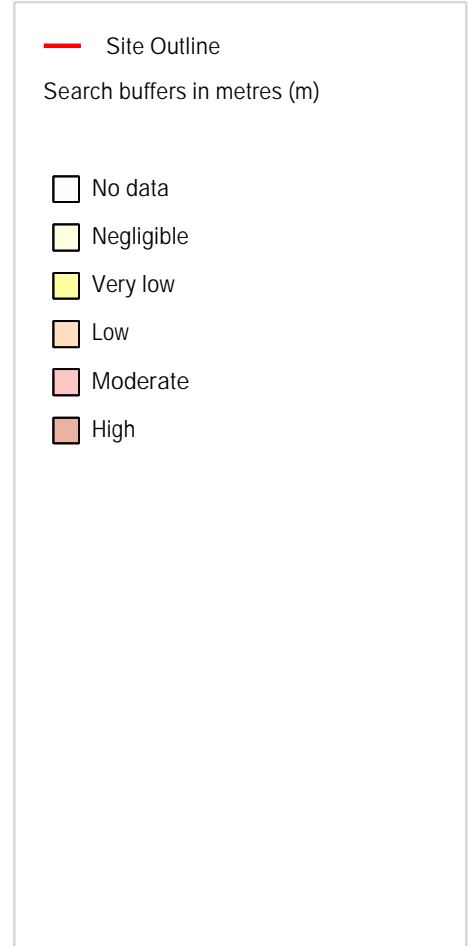 Site Outline
Search buffers in metres (m)
No data
Negligible
Very low
Low
Moderate
High